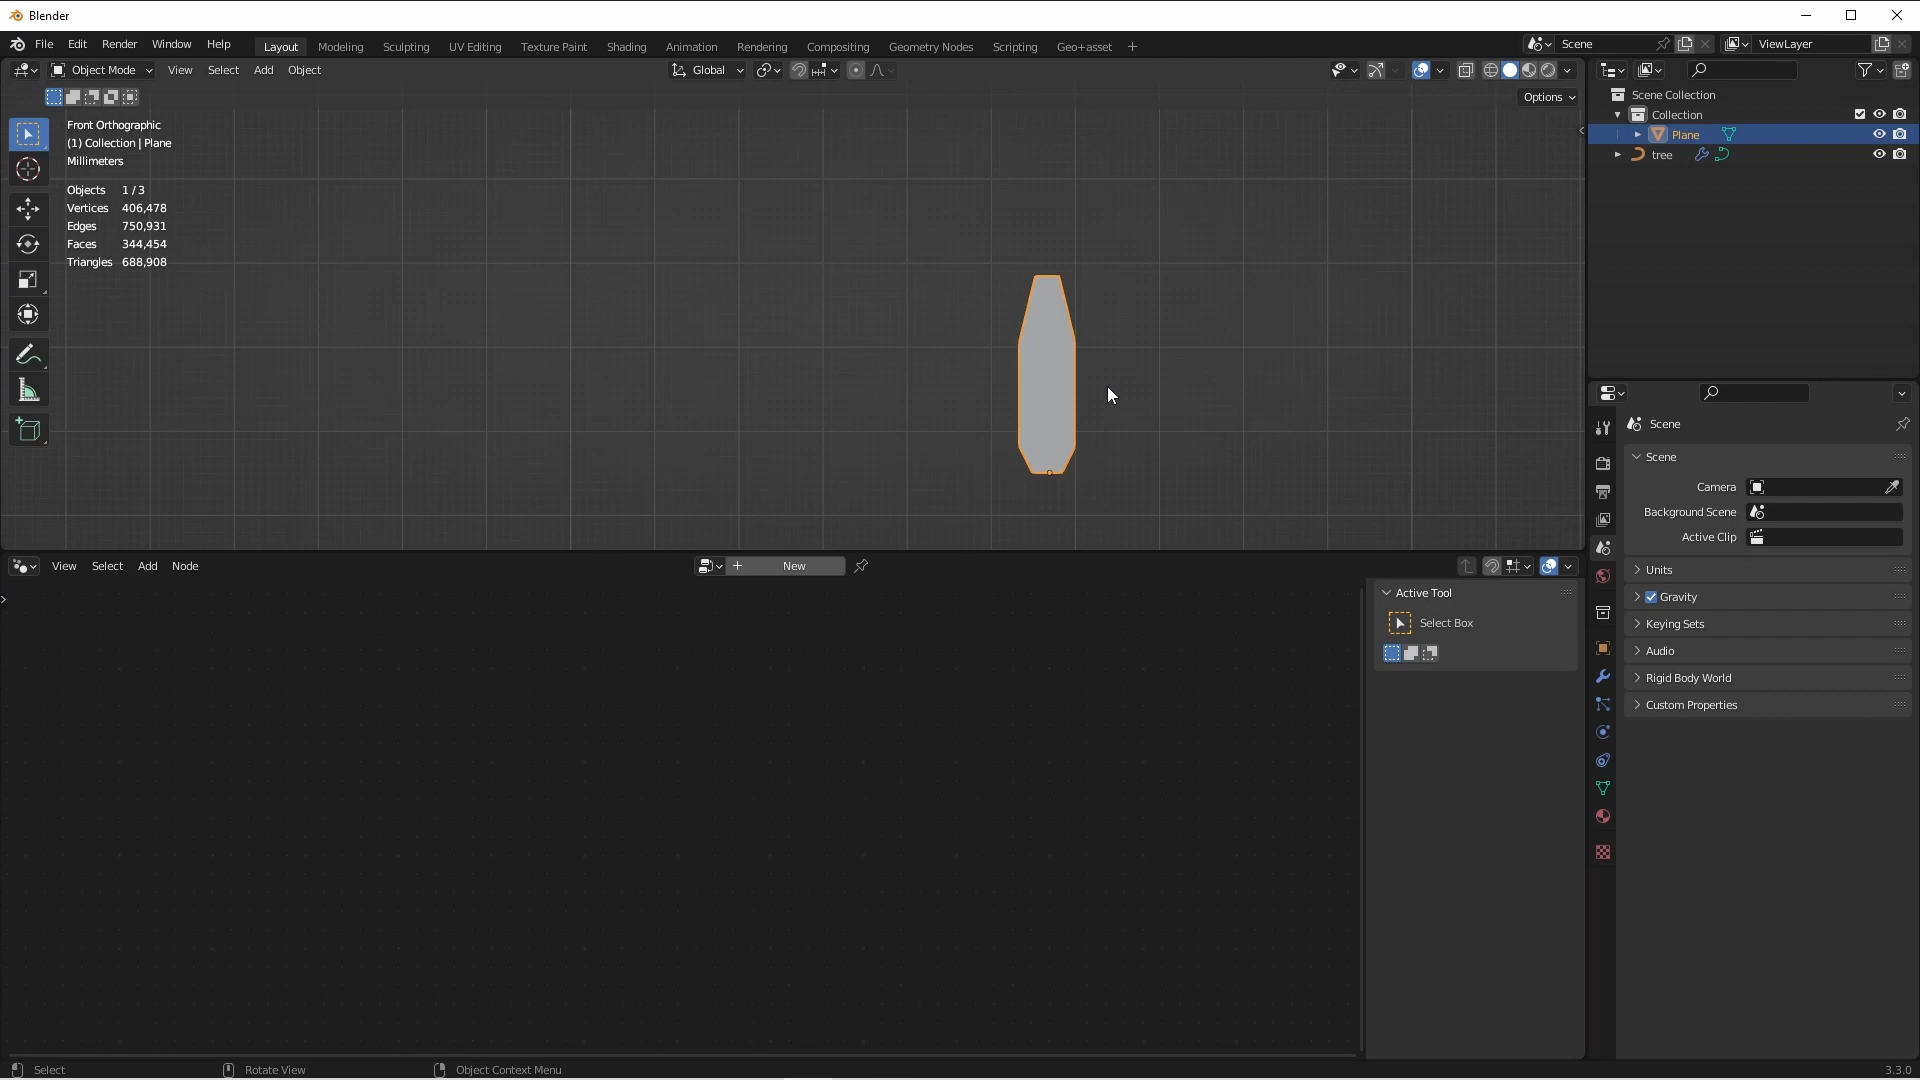 Blender
File Edit Render Window Help Layout Modeling Sculpting UV Editing Texture Paint Shading Animation Rendering Compositing Geometry Nodes Scripting Geo+asset + Scene ViewLayer
Object Mode View Select Add Object Global
Options
Front Orthographic
(1) Collection | Plane
Millimeters
Objects 1 / 3
Vertices 406,478
Edges 750,931
Faces 344,454
Triangles 688,908
Scene Collection
Collection
Plane
tree
Scene
Scene
Camera
Background Scene
Active Clip
Units
Gravity
Keying Sets
Audio
Rigid Body World
Custom Properties
View Select Add Node + New
Active Tool
Select Box
Select Rotate View Object Context Menu 3.3.0